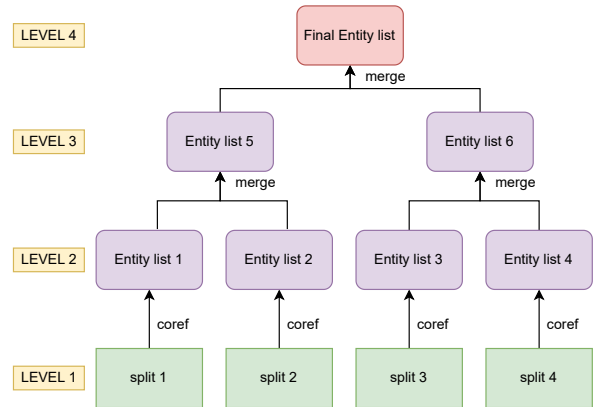 LEVEL 4
Final Entity list
merge
LEVEL 3
Entity list 5
Entity list 6
merge
merge
LEVEL 2
Entity list 1
Entity list 2
Entity list 3
Entity list 4
coref
coref
coref
coref
LEVEL 1
split 1
split 2
split 3
split 4